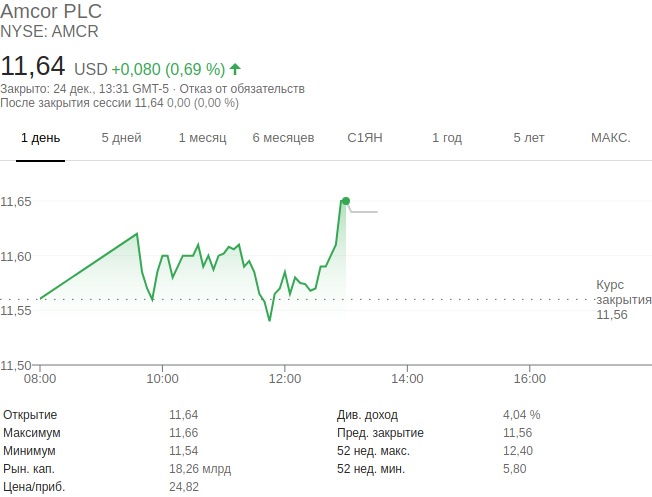 Amcor PLC
NYSE: AMCR
11,64 USD +0,080 (0,69 %)
Закрыто: 24 дек., 13:31 GMT-5 · Отказ от обязательств
После закрытия сессии 11,64 0,00 (0,00 %)
1 день 5 дней 1 месяц 6 месяцев С1ЯН 1 год 5 лет МАКС.
11,65
11,60
Курс
закрытия
11,56
11,55
11,50
08:00 10:00 12:00 14:00 16:00
Открытие 11,64 Див. доход 4,04 %
Максимум 11,66 Пред. закрытие 11,56
Минимум 11,54 52 нед. макс. 12,40
Рын. кап. 18,26 млрд 52 нед. мин. 5,80
Цена/приб. 24,82